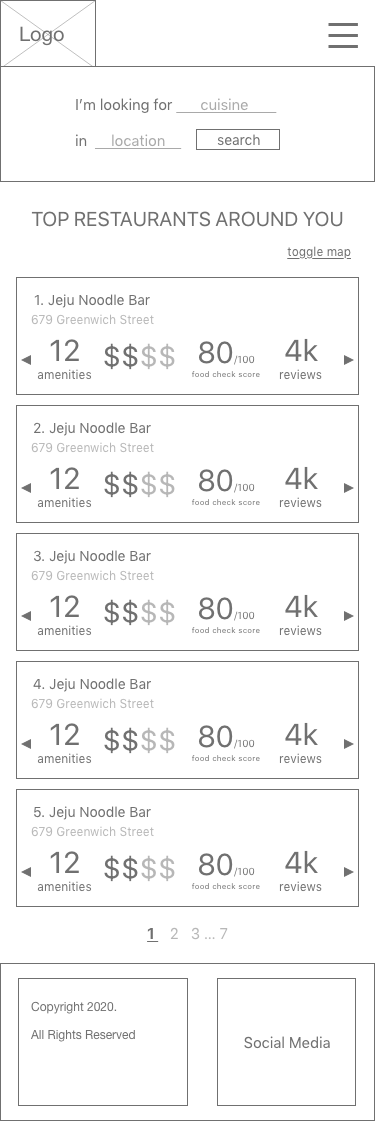 Logo
I'm looking for cuisine
in location search
TOP RESTAURANTS AROUND YOU
toggle map
1. Jeju Noodle Bar
679 Greenwich Street
12 $$$$ 80/100 4k
amenities food check score reviews
2. Jeju Noodle Bar
679 Greenwich Street
12 $$$$ 80/100 4k
amenities food check score reviews
3. Jeju Noodle Bar
679 Greenwich Street
12 $$$$ 80/100 4k
amenities food check score reviews
4. Jeju Noodle Bar
679 Greenwich Street
12 $$$$ 80/100 4k
amenities food check score reviews
5. Jeju Noodle Bar
679 Greenwich Street
12 $$$$ 80/100 4k
amenities food check score reviews
1 2 3 ... 7
Copyright 2020.
All Rights Reserved
Social Media